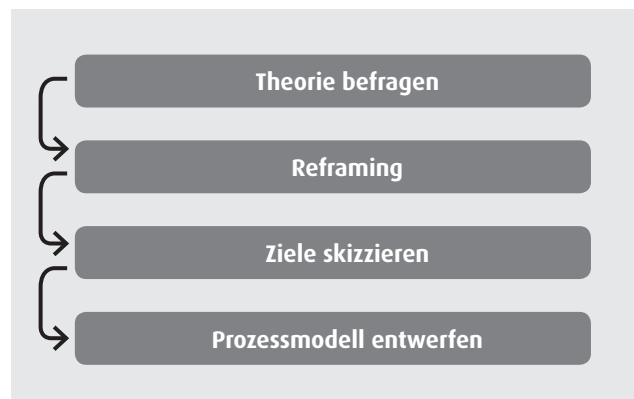 Theorie befragen
Reframing
Ziele skizzieren
Prozessmodell entwerfen